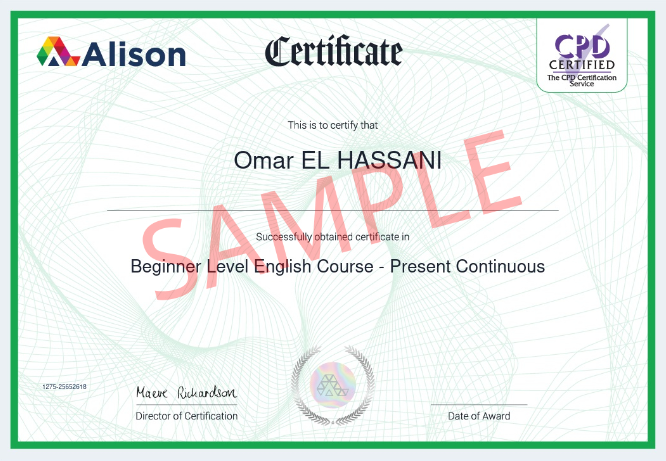 Alison
Certificate
CPD
CERTIFIED
The CPD Certification
Service
This is to certify that
Omar EL HASSANI
SAMPLE
Successfully obtained certificate in
Beginner Level English Course - Present Continuous
1275-25652618
Maeve Richardson
Director of Certification
Date of Award